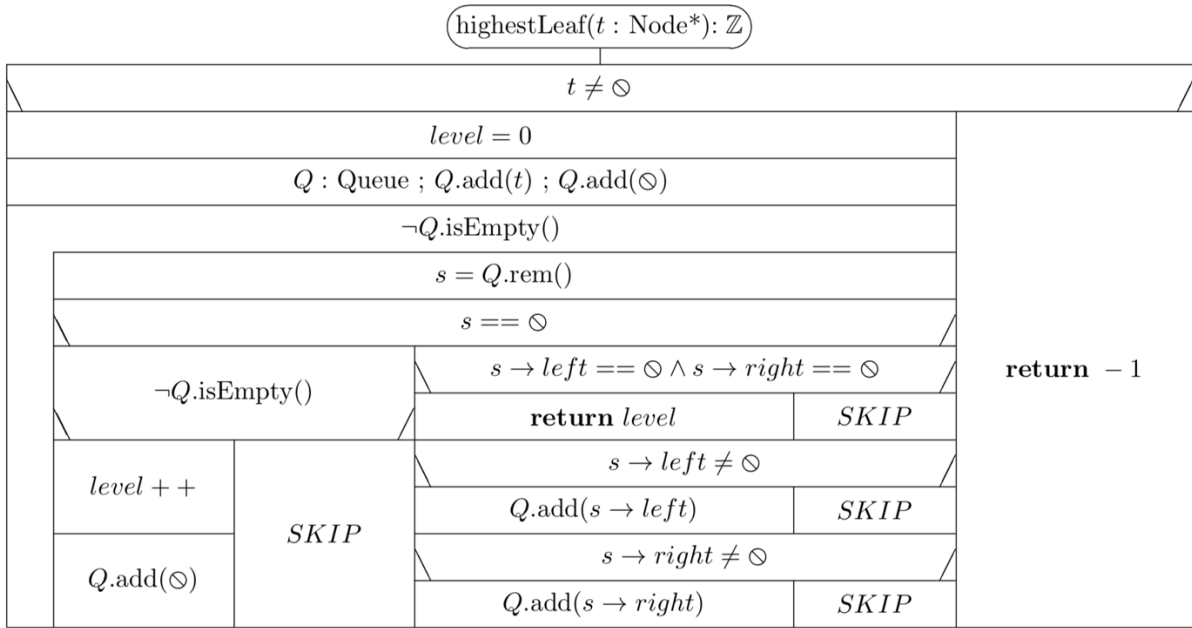 highestLeaf(t : Node*): ℤ
t ≠ ⦸
level = 0
Q : Queue ; Q.add(t) ; Q.add(⦸)
¬Q.isEmpty()
s = Q.rem()
s == ⦸
¬Q.isEmpty()
level + +
Q.add(⦸)
SKIP
s → left == ⦸ ∧ s → right == ⦸
return level
SKIP
s → left ≠ ⦸
Q.add(s → left)
SKIP
s → right ≠ ⦸
Q.add(s → right)
SKIP
return − 1